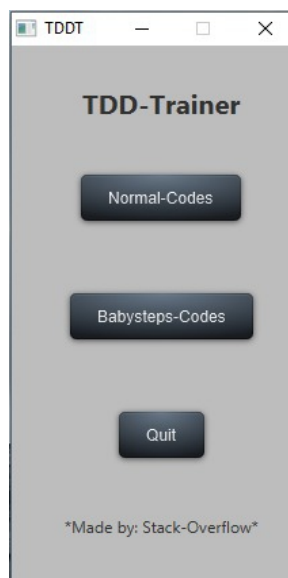 TDDT
TDD-Trainer
Normal-Codes
Babysteps-Codes
Quit
*Made by: Stack-Overflow*